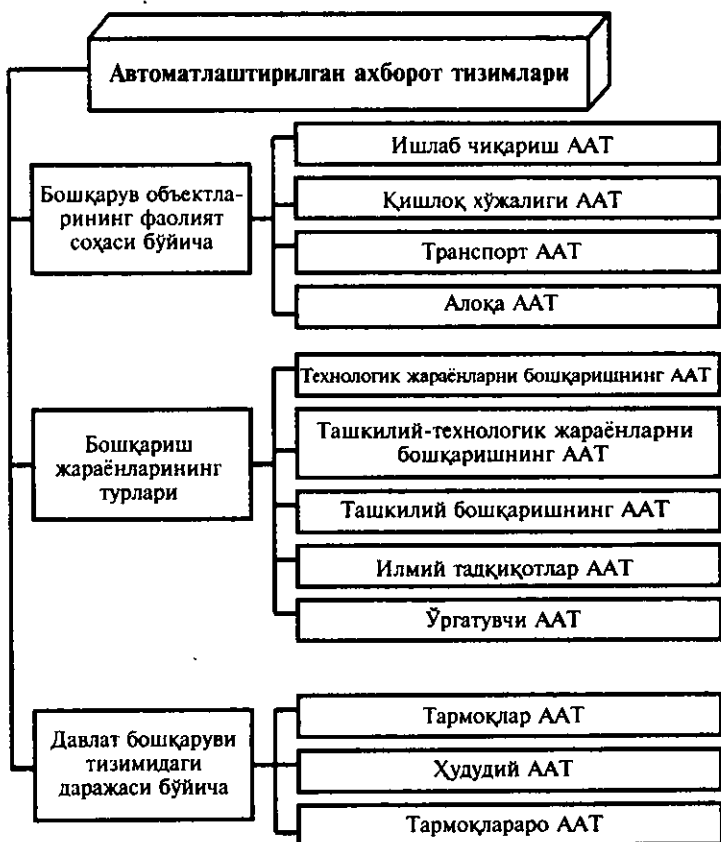 Автоматлаштирилган ахборот тизимлари
Бошқарув объектла-
рининг фаолият
соҳаси бўйича
Ишлаб чиқариш ААТ
Қишлоқ хўжалиги ААТ
Транспорт ААТ
Алоқа ААТ
Бошқариш
жараёнларининг
турлари
Технологик жараёнларни бошқаришнинг ААТ
Ташкилий-технологик жараёнларни
бошқаришнинг ААТ
Ташкилий бошқаришнинг ААТ
Илмий тадқиқотлар ААТ
Ўргатувчи ААТ
Давлат бошқаруви
тизимидаги
даражаси бўйича
Тармоқлар ААТ
Ҳудудий ААТ
Тармоқлараро ААТ